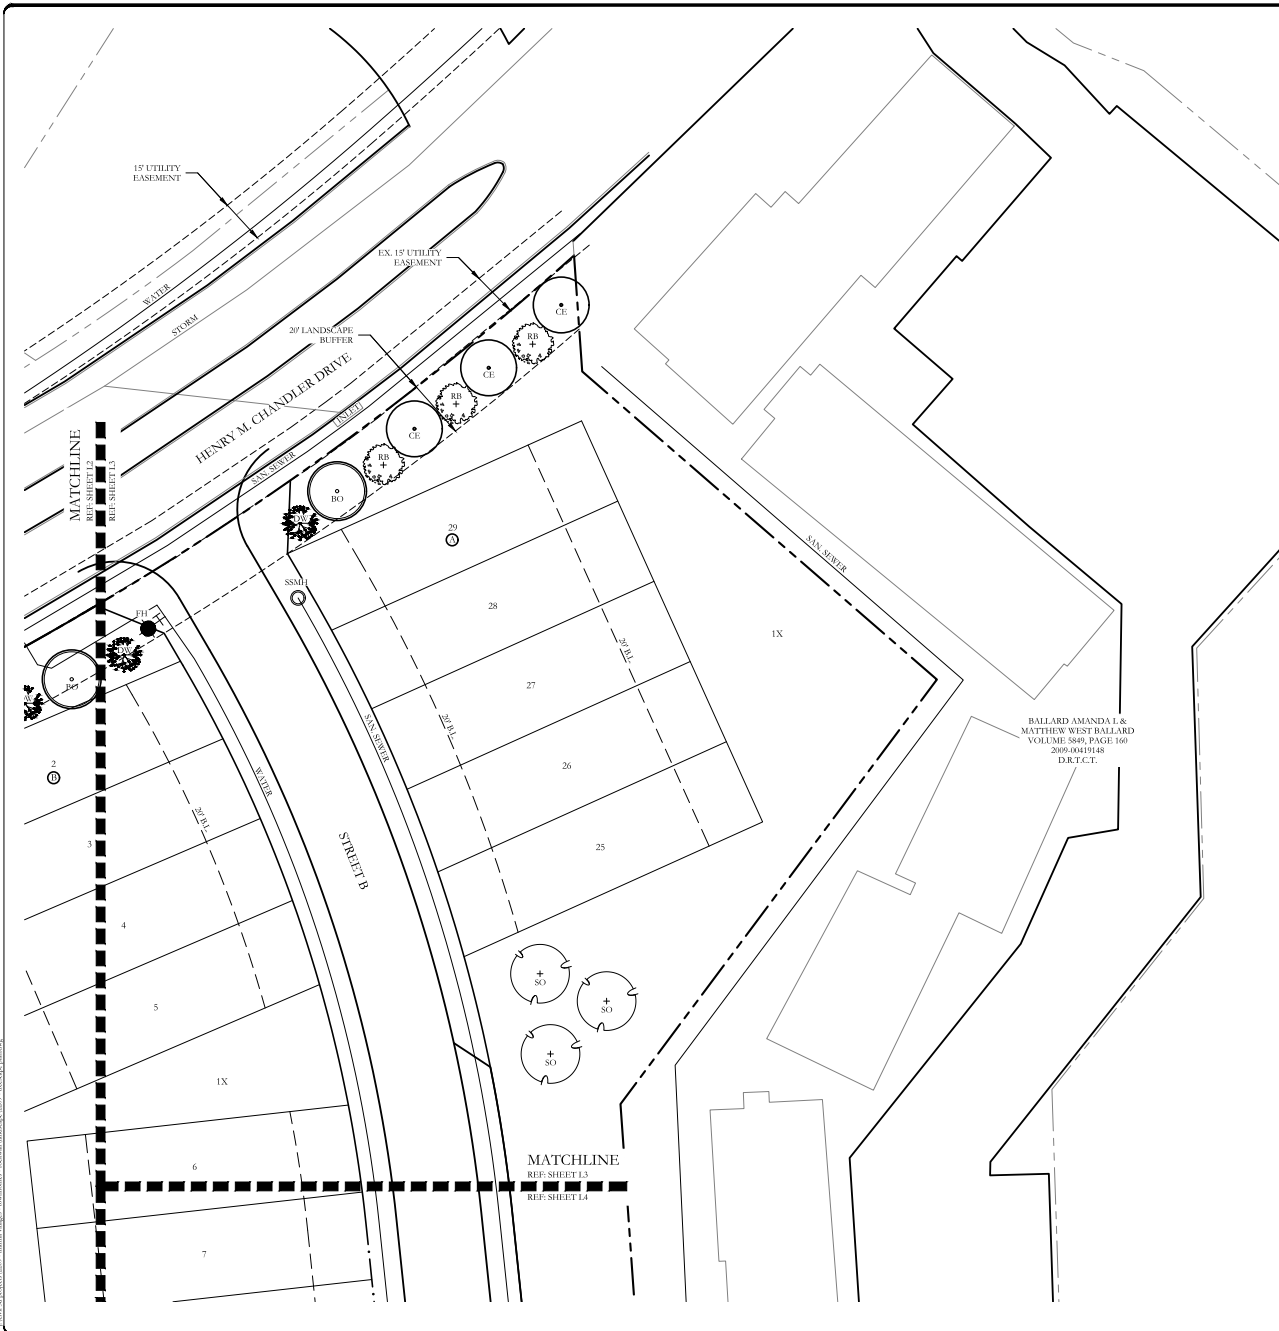 15' UTILITY
EASEMENT
WATER
STORM
EX. 15' UTILITY
EASEMENT
20' LANDSCAPE
BUFFER
HENRY M. CHANDLER DRIVE
INLET
SAN. SEWER
CE
RB
CE
RB
CE
RB
BO
DW
MATCHLINE
REF: SHEET L2
REF: SHEET L3
29
A
SSMH
28
FH
DW
BO
20' B.L.
1X
27
SAN. SEWER
20' B.L.
SAN. SEWER
BALLARD AMANDA L &
MATTHEW WEST BALLARD
VOLUME 5849, PAGE 160
2009-00419148
D.R.T.C.T.
2
B
WATER
26
20' B.L.
3
STREET B
25
4
SO
SO
5
SO
1X
6
MATCHLINE
REF: SHEET L3
REF: SHEET L4
7